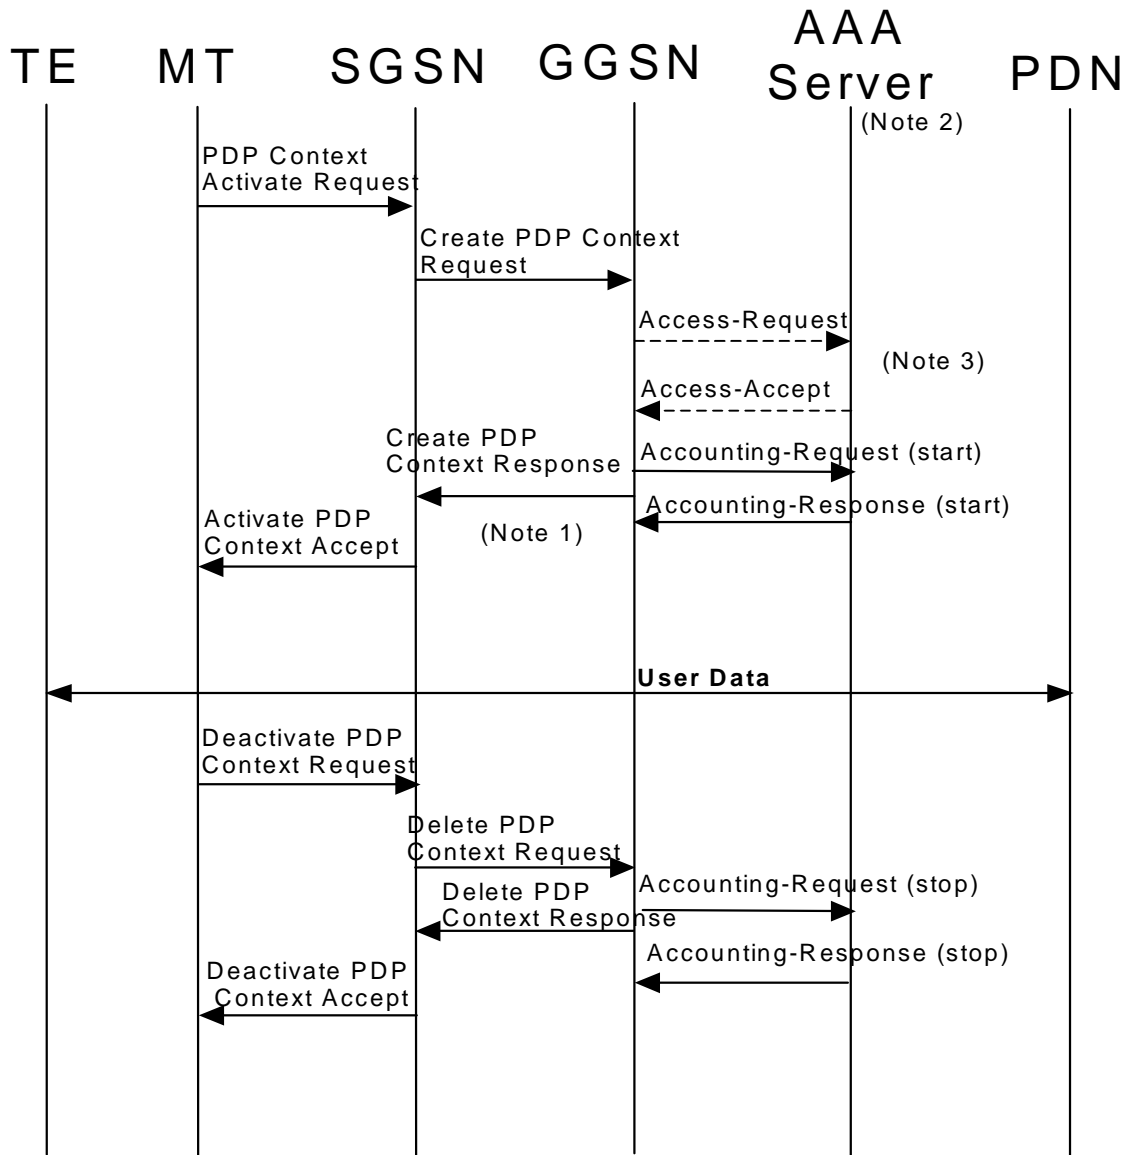 TE
MT
SGSN
GGSN
AAA
Server
PDN
(Note 2)
PDP Context
Activate Request
Create PDP Context
Request
Access-Request
(Note 3)
Access-Accept
Create PDP
Context Response
Accounting-Request (start)
Accounting-Response (start)
Activate PDP
Context Accept
(Note 1)
User Data
Deactivate PDP
Context Request
Delete PDP
Context Request
Accounting-Request (stop)
Delete PDP
Context Response
Accounting-Response (stop)
Deactivate PDP
Context Accept